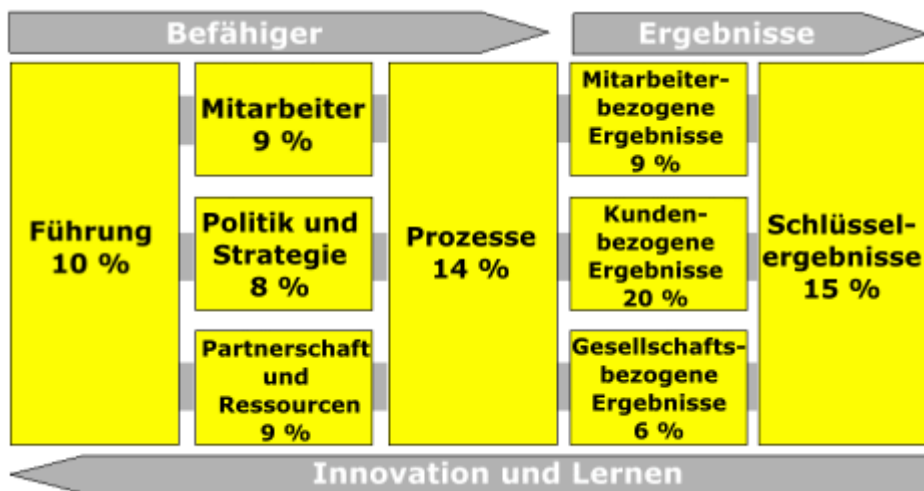 Befähiger
Ergebnisse
Führung
10 %
Mitarbeiter
9 %
Politik und
Strategie
8 %
Partnerschaft
und
Ressourcen
9 %
Prozesse
14 %
Mitarbeiter-
bezogene
Ergebnisse
9 %
Kunden-
bezogene
Ergebnisse
20 %
Gesellschafts-
bezogene
Ergebnisse
6 %
Schlüssel-
ergebnisse
15 %
Innovation und Lernen